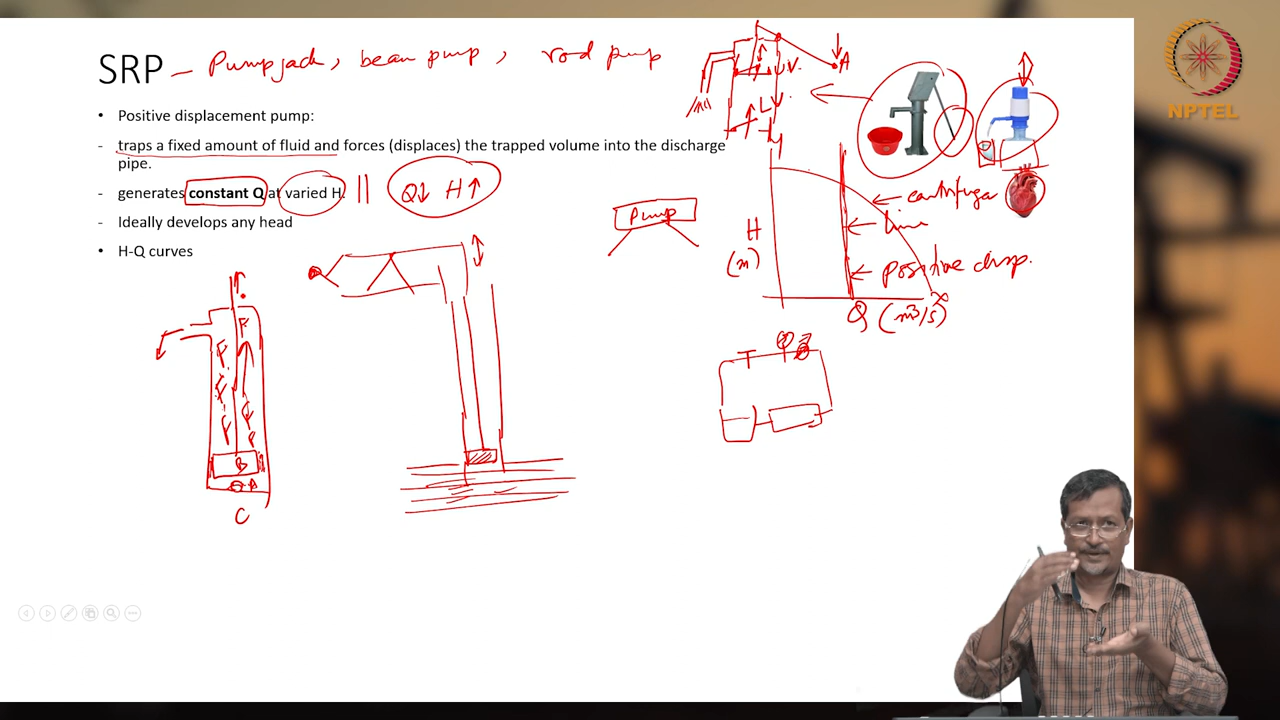 SRP – Pumpjack, beam pump, rod pump
• Positive displacement pump:
- traps a fixed amount of fluid and forces (displaces) the trapped volume into the discharge
pipe.
- generates constant Q at varied H. || Q↓ H↑
- Ideally develops any head
• H-Q curves
A
V.
L
NPTEL
Pump
H
(m)
Q (m³/s)
← centrifuga
← line
← positive disp.
F
F
F
B
A
C